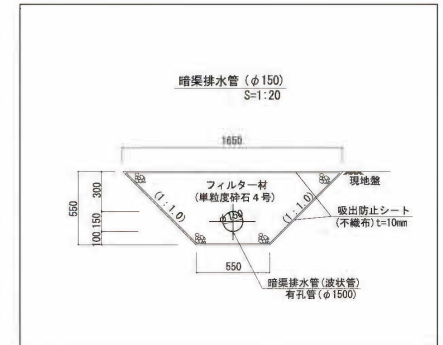 暗渠排水管(φ150)
S=1:20
1650
現地盤
フィルター材
(単粒度砕石4号)
(1:1.0)
(1:1.0)
φ150
550
300
150
100
吸出防止シート
(不織布)t=10mm
550
暗渠排水管(波状管)
有孔管(φ1500)